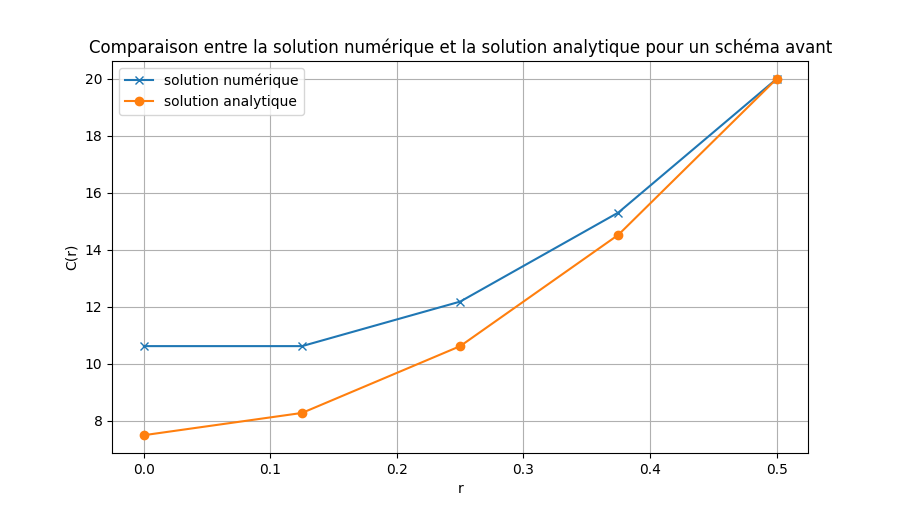 Comparaison entre la solution numérique et la solution analytique pour un schéma avant
solution numérique
solution analytique
20
18
16
14
12
10
8
C(r)
0.0 0.1 0.2 0.3 0.4 0.5
r